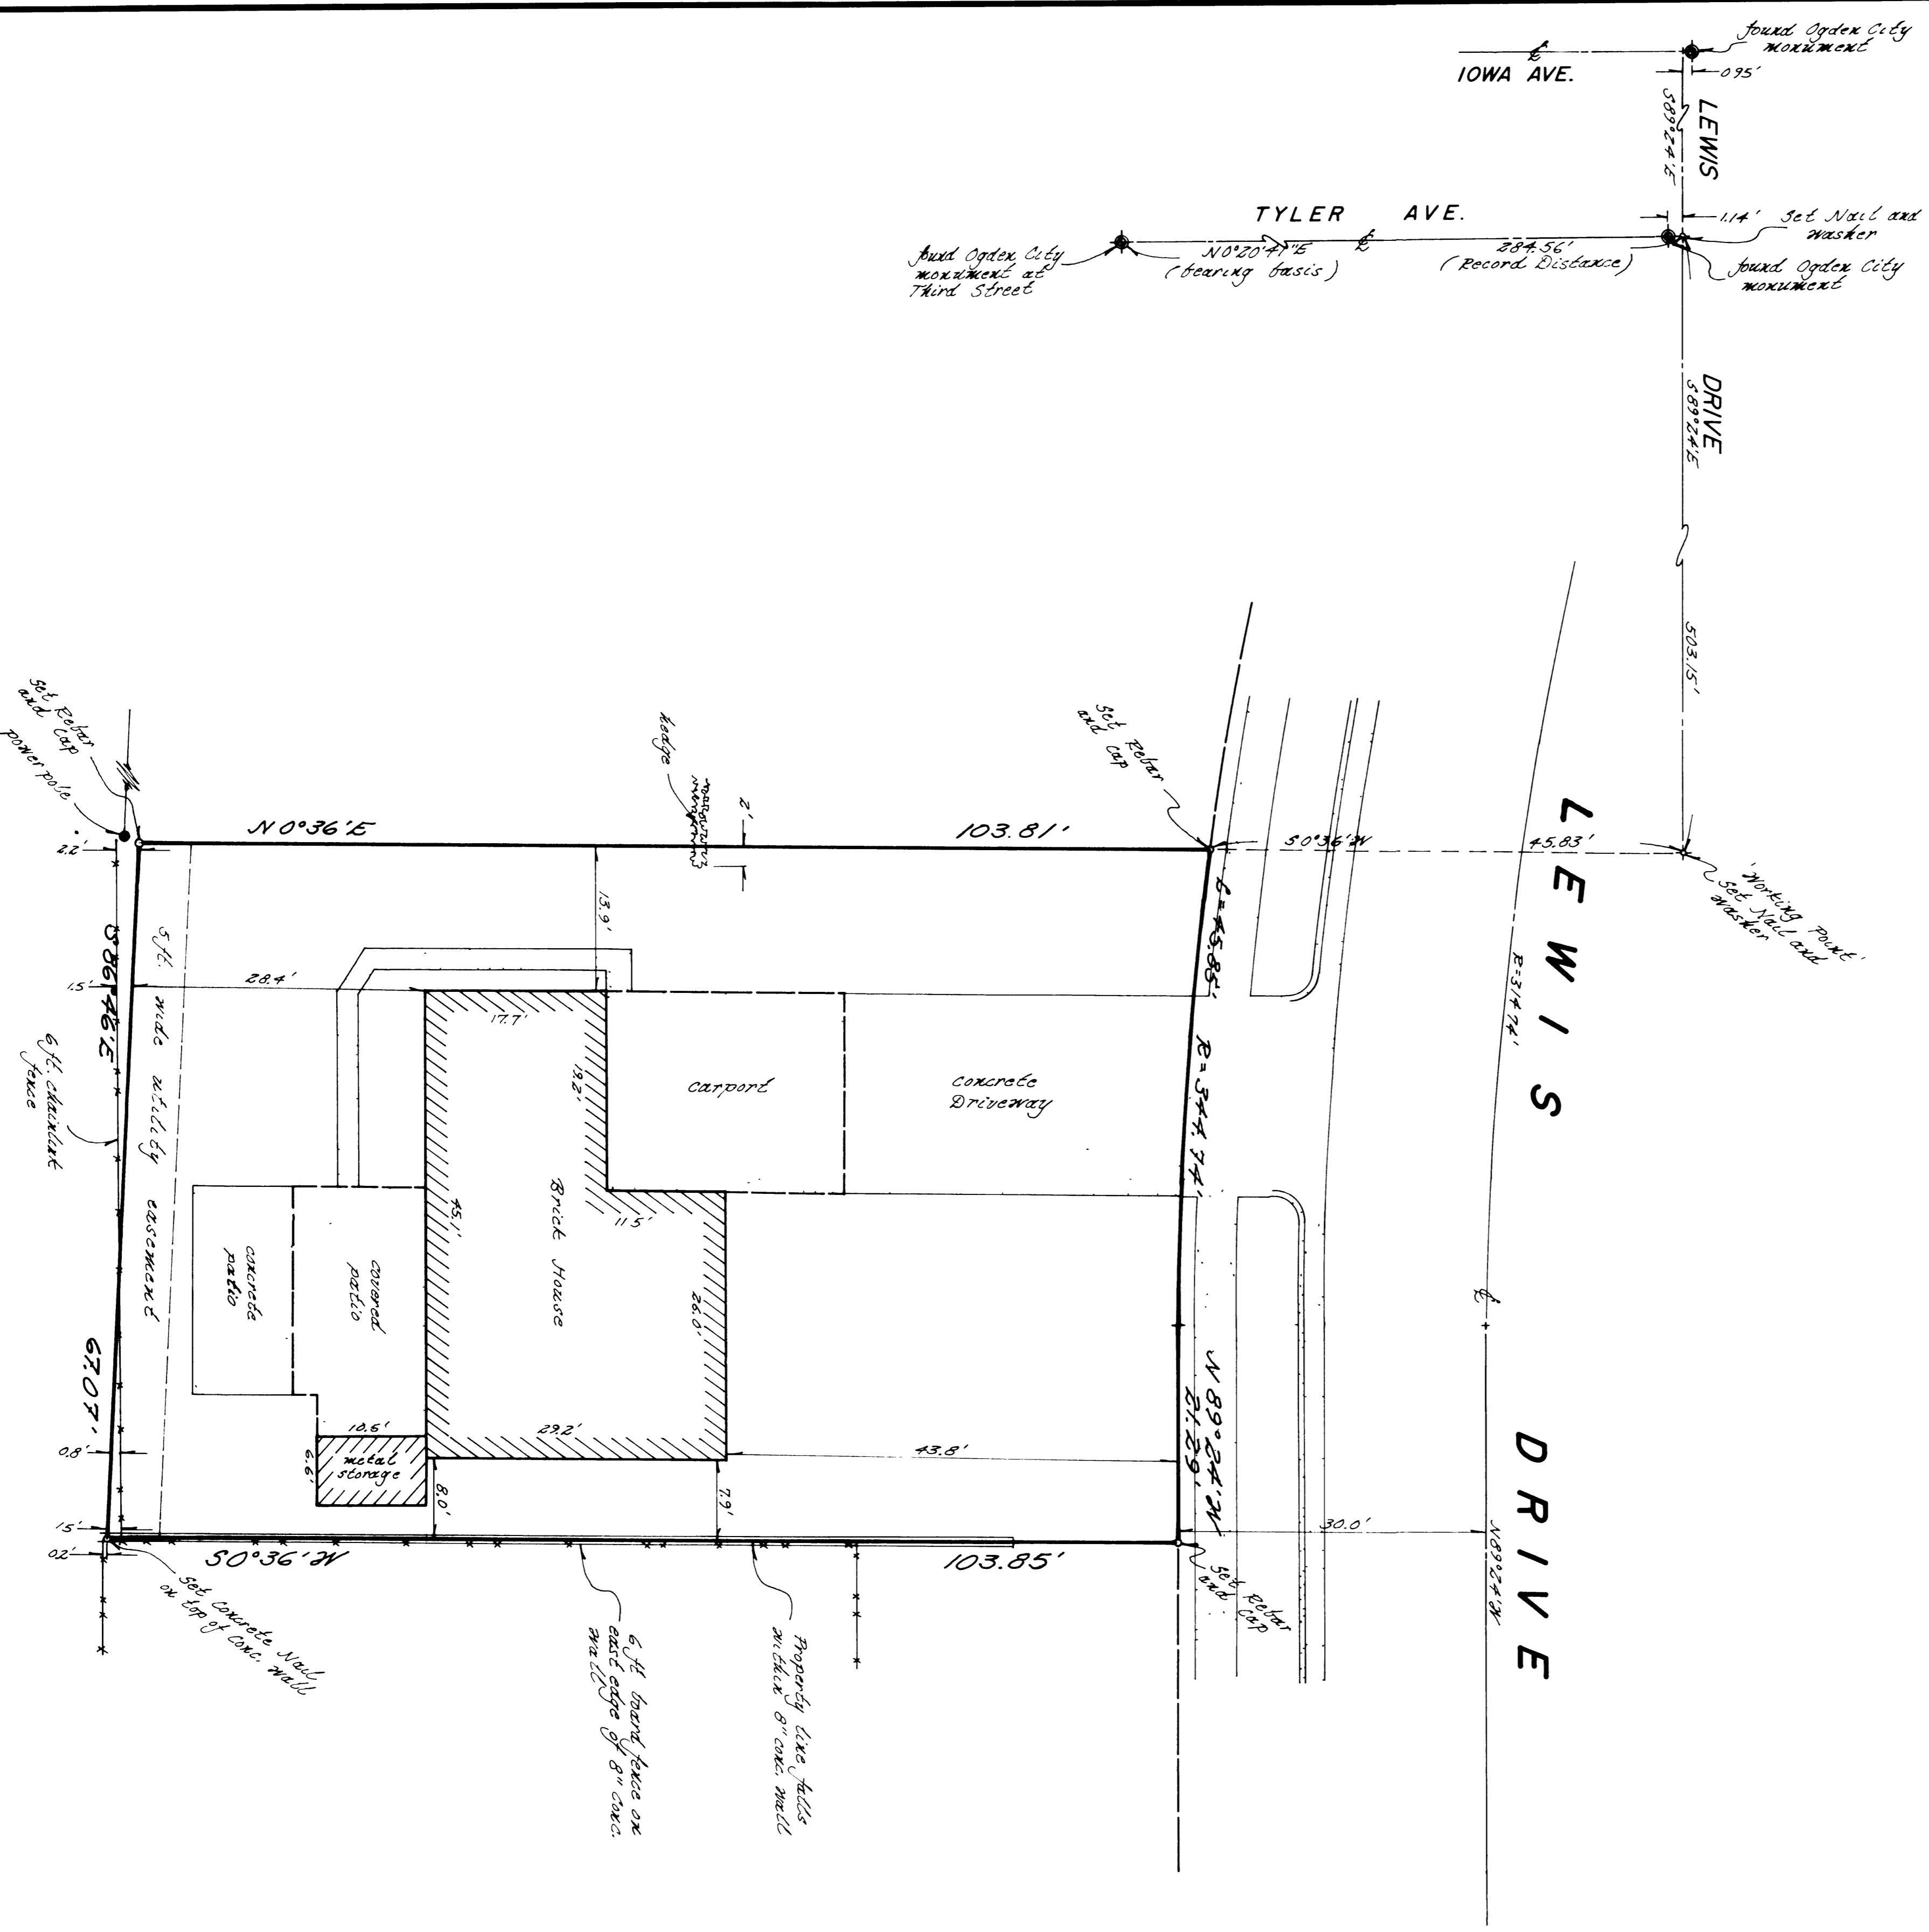 found Ogden City
monument
℄
IOWA AVE.
0.95'
S89°24'E
LEWIS
TYLER AVE.
1.14'
Set Nail and
washer
found Ogden City
monument at
Third Street
N0°20'41"E
(bearing basis)
℄
284.56'
(Record Distance)
found Ogden City
monument
DRIVE
S89°24'E
503.15'
Set Rebar
and Cap
power pole
hedge
2'
Set Rebar
and Cap
N 0°36'E
103.81'
S0°36'W
45.83'
'Working Point'
Set Nail and
washer
LEWIS
2.2'
13.9'
L=45.85'
R=344.74'
R=314.74'
S 86°46'E
5 ft. wide utility easement
1.5'
28.4'
17.7'
19.2'
carport
Concrete
Driveway
6 ft. chainlink
fence
45.1'
Brick House
11.5'
26.0'
concrete
patio
covered
patio
℄
67.07'
N 89°24'W
21.29'
0.8'
10.6'
6.6'
metal
storage
29.2'
43.8'
8.0'
7.9'
1.5'
0.2'
S0°36'W
103.85'
30.0'
N89°24'W
DRIVE
Set Rebar
and Cap
Set Concrete Nail
on top of conc. wall
6 ft board fence on
east edge of 8" conc.
wall
Property line falls
within 8" conc. wall